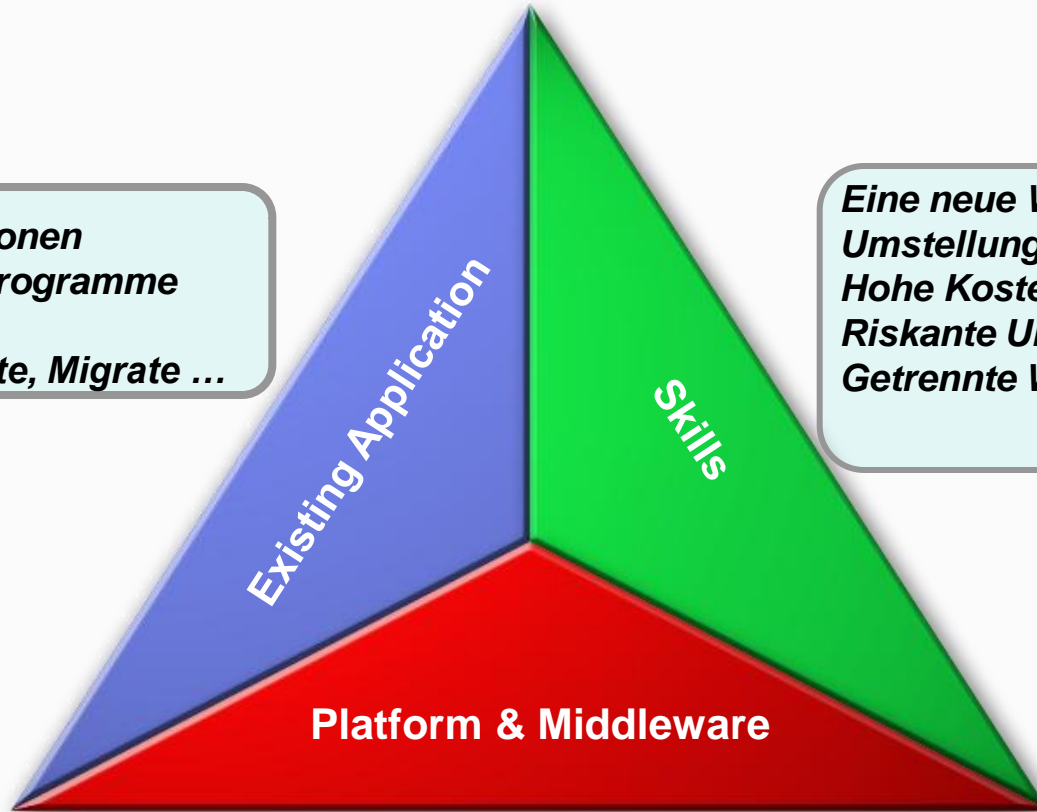 onen
rogramme
te, Migrate …
Existing Application
Skills
Eine neue
Umstellung
Hohe Koste
Riskante U
Getrennte
Platform & Middleware